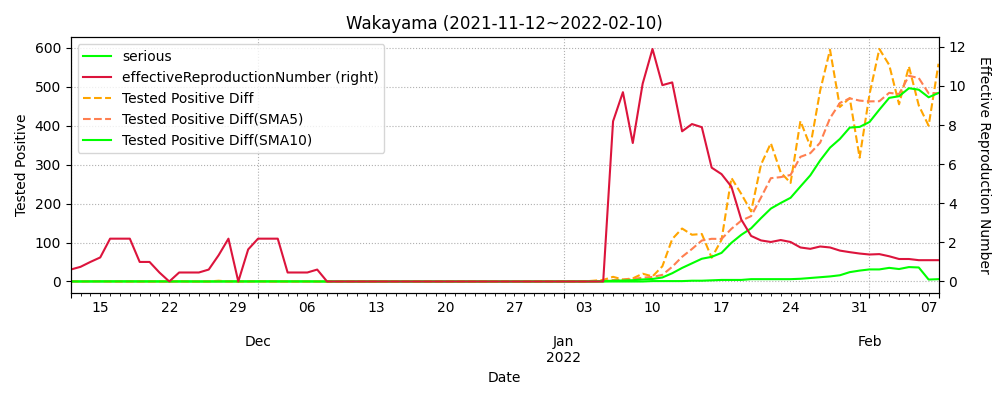 Wakayama (2021-11-12~2022-02-10)
serious
effectiveReproductionNumber (right)
Tested Positive Diff
Tested Positive Diff(SMA5)
Tested Positive Diff(SMA10)
Tested Positive
600
500
400
300
200
100
0
12
10
8
6
4
2
0
Effective Reproduction Number
15 22 29 06 13 20 27 03 10 17 24 31 07
Dec Jan Feb
2022
Date